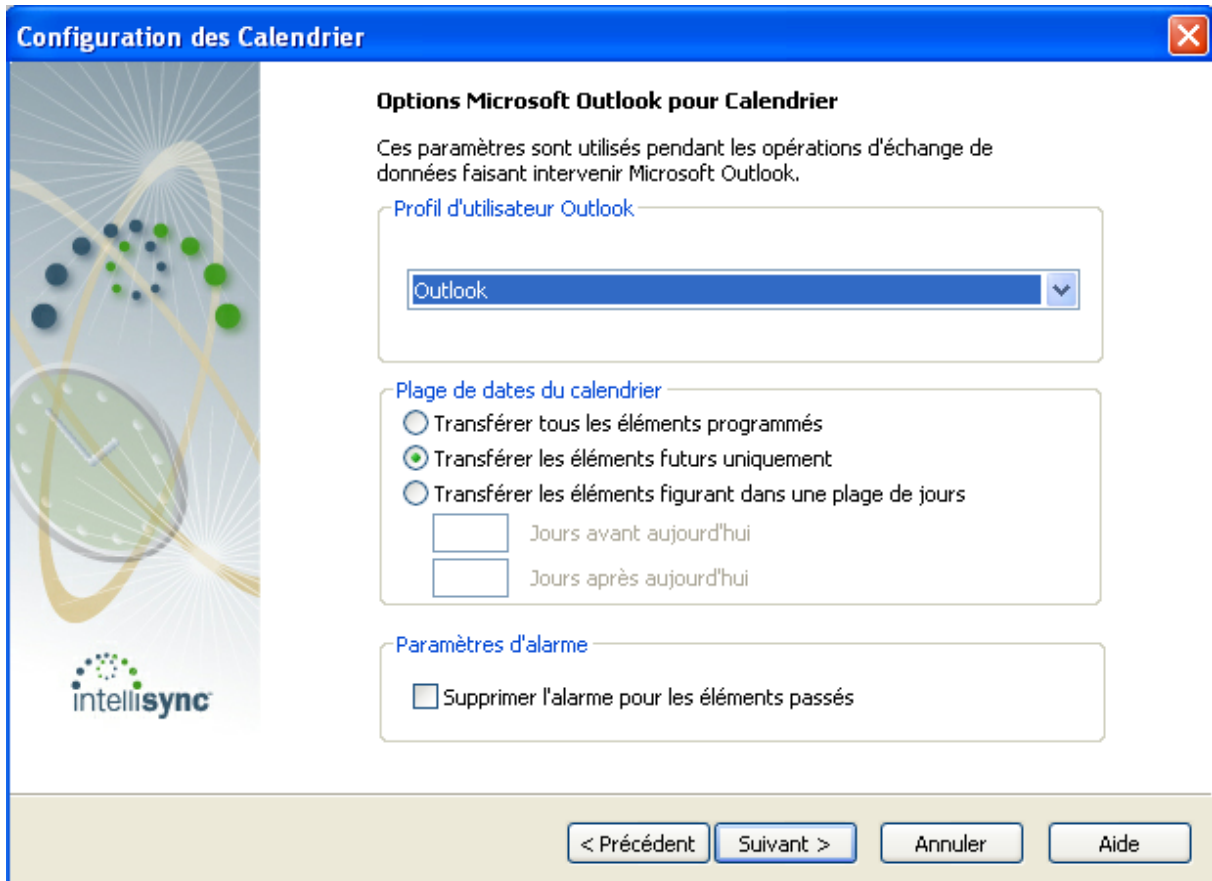 Configuration des Calendrier
Options Microsoft Outlook pour Calendrier
Ces paramètres sont utilisés pendant les opérations d'échange de
données faisant intervenir Microsoft Outlook.
Profil d'utilisateur Outlook
Outlook
Plage de dates du calendrier
Transférer tous les éléments programmés
Transférer les éléments futurs uniquement
Transférer les éléments figurant dans une plage de jours
Jours avant aujourd'hui
Jours après aujourd'hui
Paramètres d'alarme
Supprimer l'alarme pour les éléments passés
intellisync
< Précédent
Suivant >
Annuler
Aide